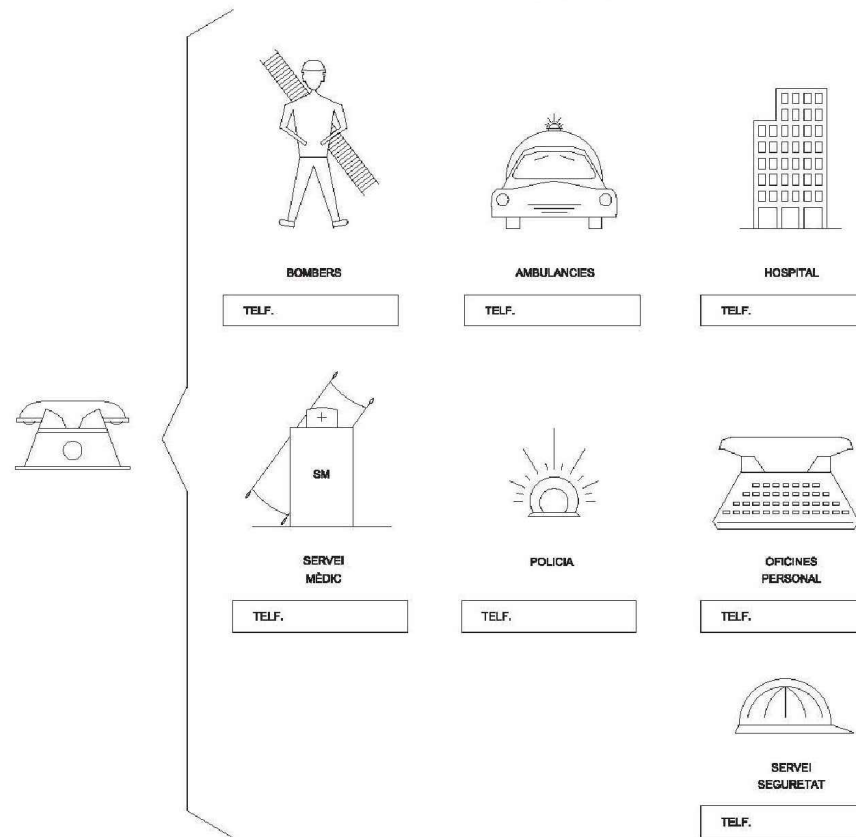 BOMBERS
AMBULANCIES
HOSPITAL
TELF.
TELF.
TELF.
SM
SERVEI
MÈDIC
POLICIA
OFICINES
PERSONAL
TELF.
TELF.
TELF.
SERVEI
SEGURETAT
TELF.